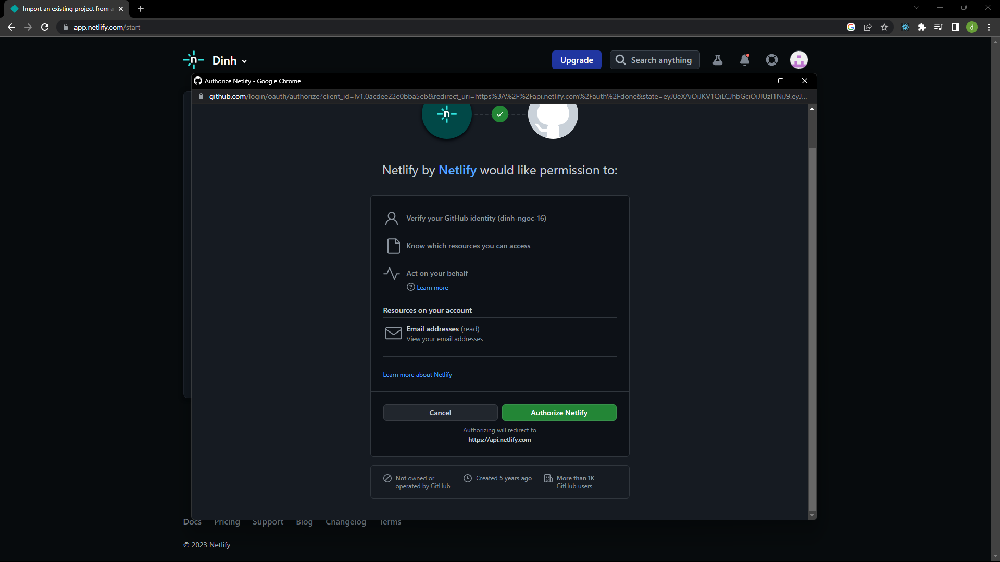 Import an existing project from a
app.netlify.com/start
d
n
Dinh
Upgrade
Search anything
Authorize Netlify - Google Chrome
github.com/login/oauth/authorize?client_id=Iv1.0acdee22e0bba5eb&redirect_uri=https%3A%2F%2Fapi.netlify.com%2Fauth%2Fdone&state=eyJ0eXAiOiJKV1QiLCJhbGciOiJIUzI1NiJ9.eyJ...
n
Netlify by Netlify would like permission to:
Verify your GitHub identity (dinh-ngoc-16)
Know which resources you can access
Act on your behalf
Learn more
Resources on your account
Email addresses (read)
View your email addresses
Learn more about Netlify
Cancel
Authorize Netlify
Authorizing will redirect to
https://api.netlify.com
Not owned or
operated by GitHub
Created 5 years ago
More than 1K
GitHub users
Docs Pricing Support Blog Changelog Terms
© 2023 Netlify